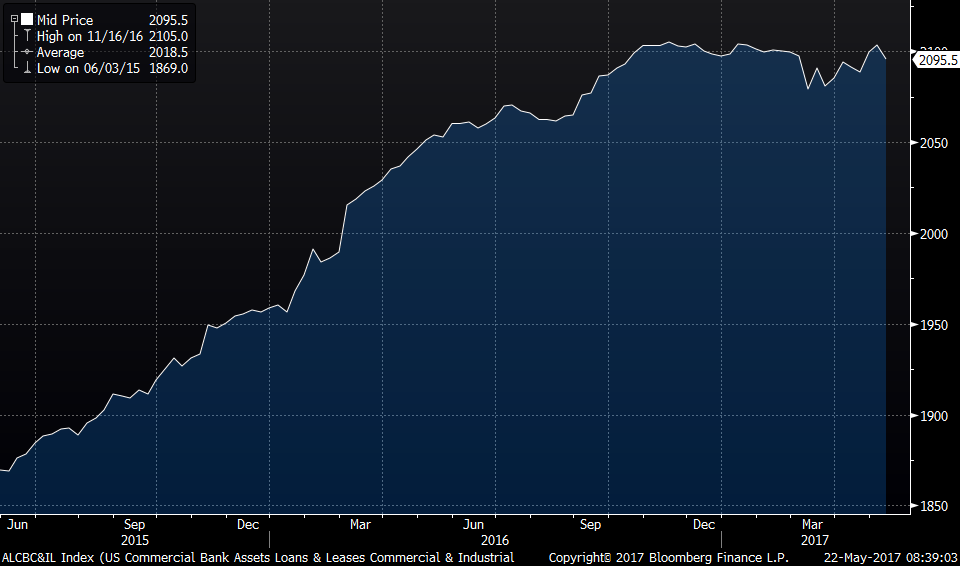 Mid Price 2095.5
High on 11/16/16 2105.0
Average 2018.5
Low on 06/03/15 1869.0
2100
2095.5
2050
2000
1950
1900
1850
Jun Sep Dec Mar Jun Sep Dec Mar
2015 2016 2017
ALCBC&IL Index (US Commercial Bank Assets Loans & Leases Commercial & Industrial Copyright© 2017 Bloomberg Finance L.P. 22-May-2017 08:39:03